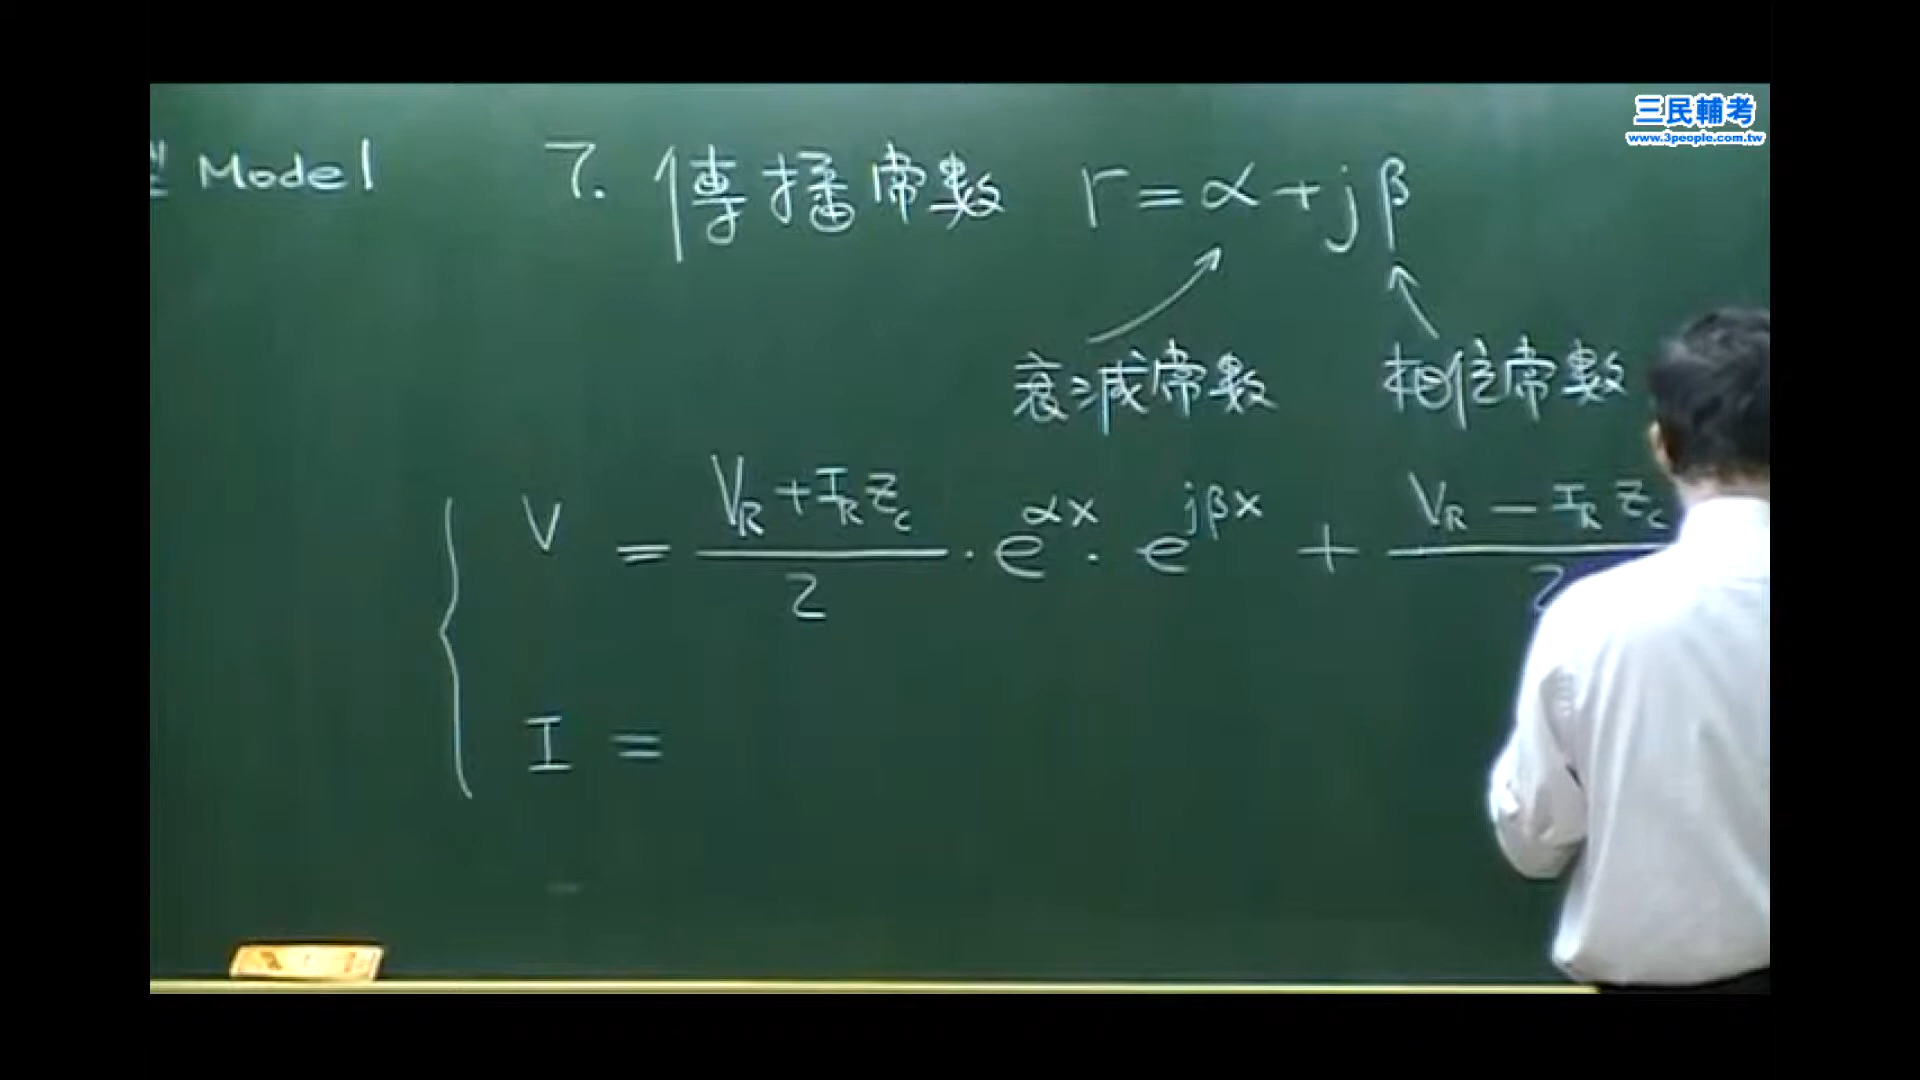 三民輔考
www.3people.com.tw
型 Model
7. 傳播常數 r = α + jβ
衰減常數 相位常數
V = (V_R + I_R Z_c) / 2 · e^{αx} · e^{jβx} + (V_R − I_R Z_c) / 2
I =